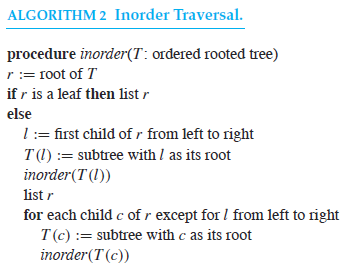 ALGORITHM 2 Inorder Traversal.
procedure inorder(T: ordered rooted tree)
r := root of T
if r is a leaf then list r
else
l := first child of r from left to right
T(l) := subtree with l as its root
inorder(T(l))
list r
for each child c of r except for l from left to right
T(c) := subtree with c as its root
inorder(T(c))